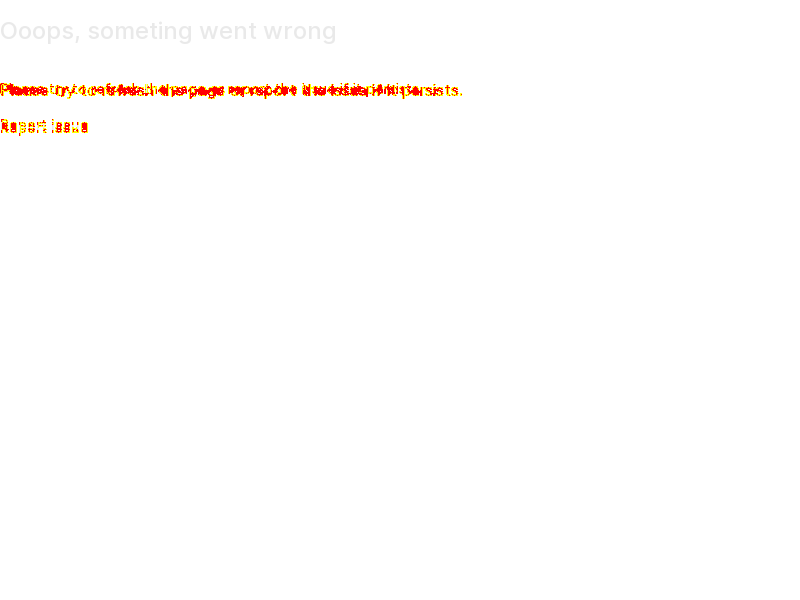 Ooops, someting went wrong
Please try to refresh the page or report the issue if it persists.
Report issue